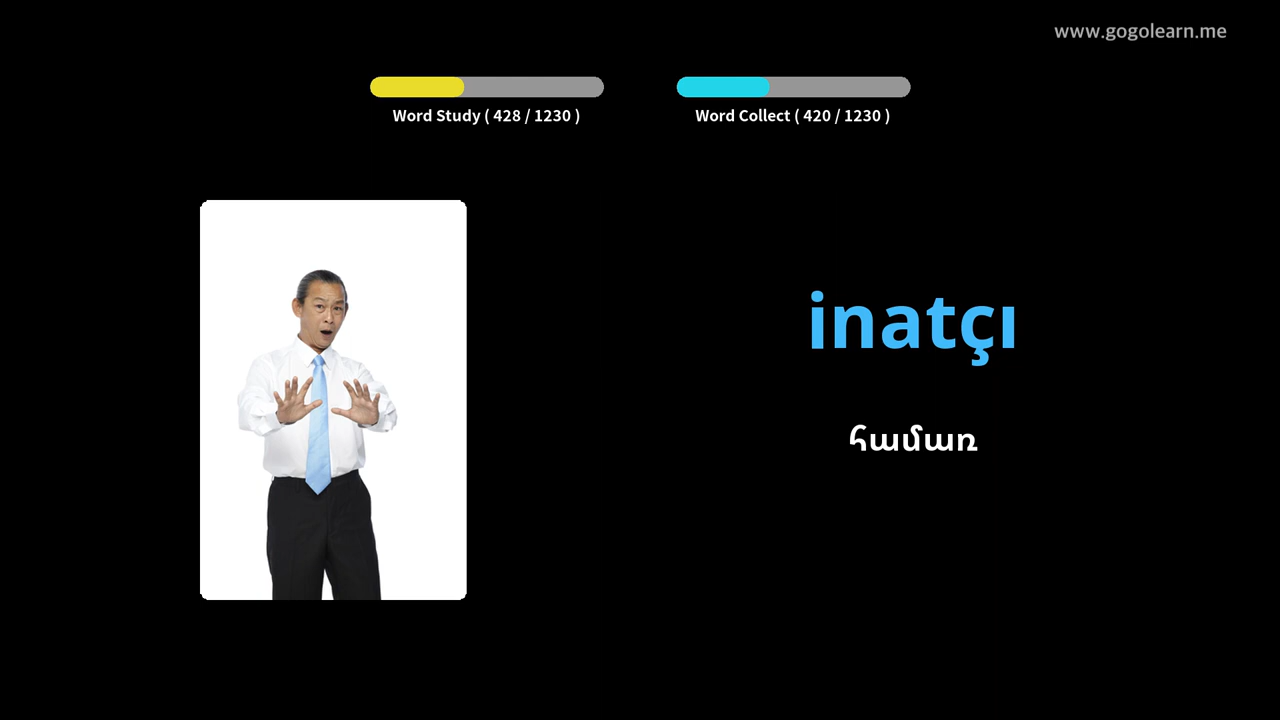 www.gogolearn.me
Word Study ( 428 / 1230 )
Word Collect ( 420 / 1230 )
inatçı
համառ